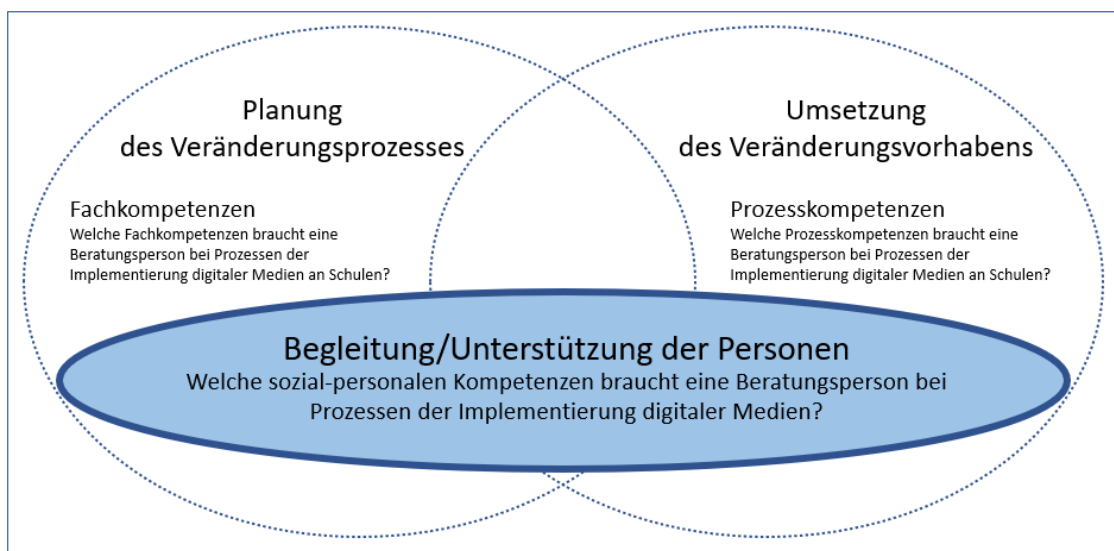 Planung
des Veränderungsprozesses
Fachkompetenzen
Welche Fachkompetenzen braucht eine
Beratungsperson bei Prozessen der
Implementierung digitaler Medien an Schulen?
Umsetzung
des Veränderungsvorhabens
Prozesskompetenzen
Welche Prozesskompetenzen braucht eine
Beratungsperson bei Prozessen der
Implementierung digitaler Medien an Schulen?
Begleitung/Unterstützung der Personen
Welche sozial-personalen Kompetenzen braucht eine Beratungsperson bei
Prozessen der Implementierung digitaler Medien?